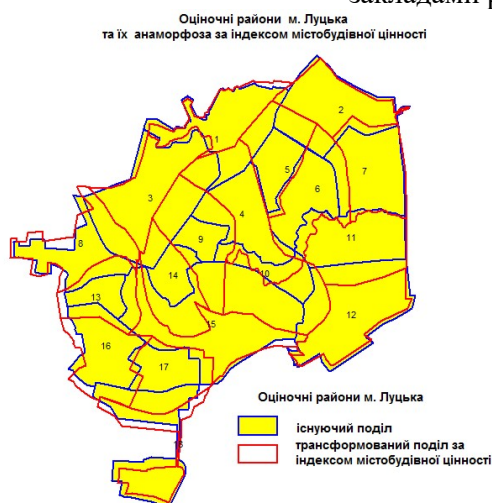 закладами р
Оціночні райони м. Луцька
та їх анаморфоза за індексом містобудівної цінності
2
1
5
7
6
3
4
11
8
9
10
14
13
12
15
16
17
18
Оціночні райони м. Луцька
існуючий поділ
трансформований поділ за
індексом містобудівної цінності